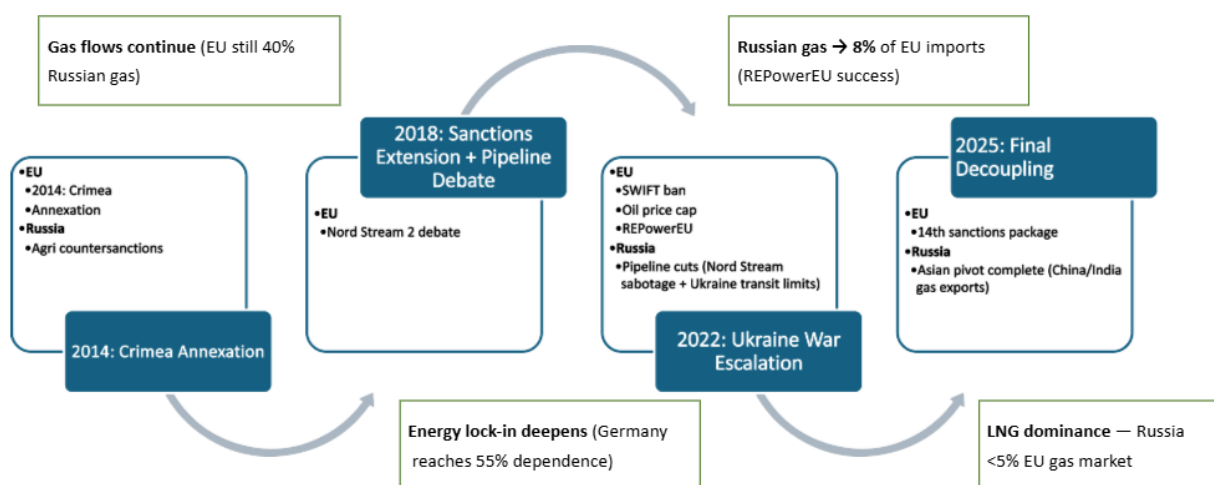 Gas flows continue (EU still 40%
Russian gas)
Russian gas → 8% of EU imports
(REPowerEU success)
•EU
•2014: Crimea
•Annexation
•Russia
•Agri countersanctions
2014: Crimea Annexation
2018: Sanctions
Extension + Pipeline
Debate
•EU
•Nord Stream 2 debate
•EU
•SWIFT ban
•Oil price cap
•REPowerEU
•Russia
•Pipeline cuts (Nord Stream
sabotage + Ukraine transit limits)
2022: Ukraine War
Escalation
2025: Final
Decoupling
•EU
•14th sanctions package
•Russia
•Asian pivot complete (China/India
gas exports)
Energy lock-in deepens (Germany
reaches 55% dependence)
LNG dominance — Russia
<5% EU gas market